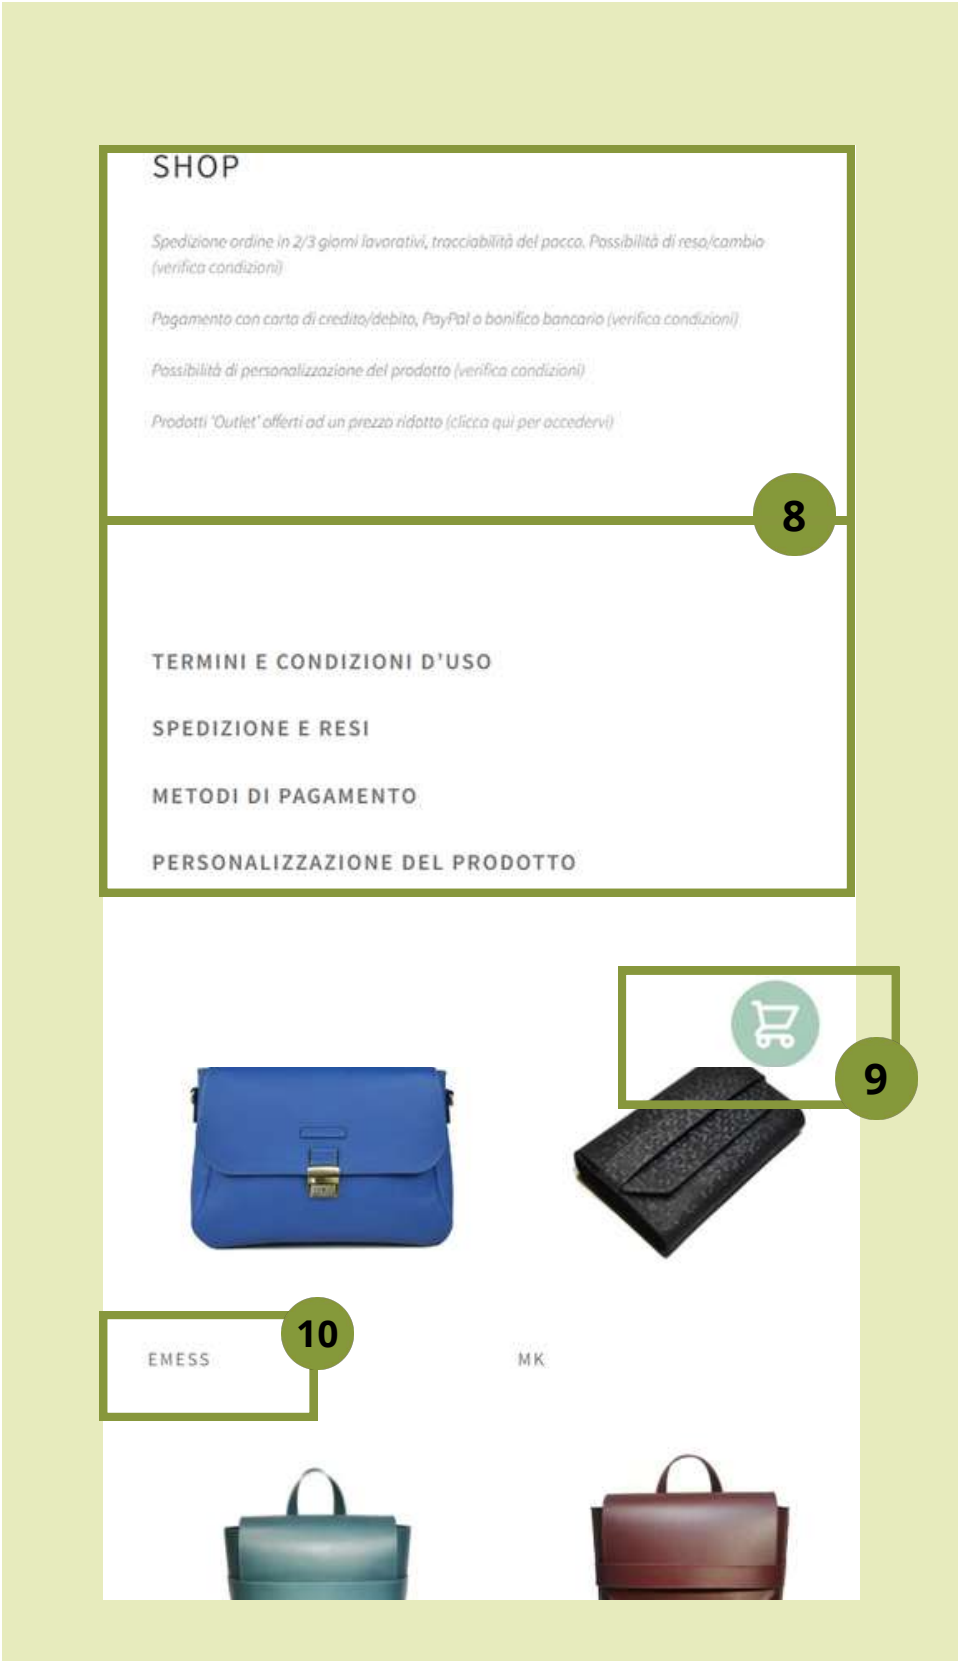 SHOP
Spedizione ordine in 2/3 giorni lavorativi, tracciabilità del pacco. Possibilità di reso/cambio
(verifica condizioni)
Pagamento con carta di credito/debito, PayPal o bonifico bancario (verifica condizioni)
Possibilità di personalizzazione del prodotto (verifica condizioni)
Prodotti 'Outlet' offerti ad un prezzo ridotto (clicca qui per accedervi)
8
TERMINI E CONDIZIONI D'USO
SPEDIZIONE E RESI
METODI DI PAGAMENTO
PERSONALIZZAZIONE DEL PRODOTTO
9
10
EMESS
MK